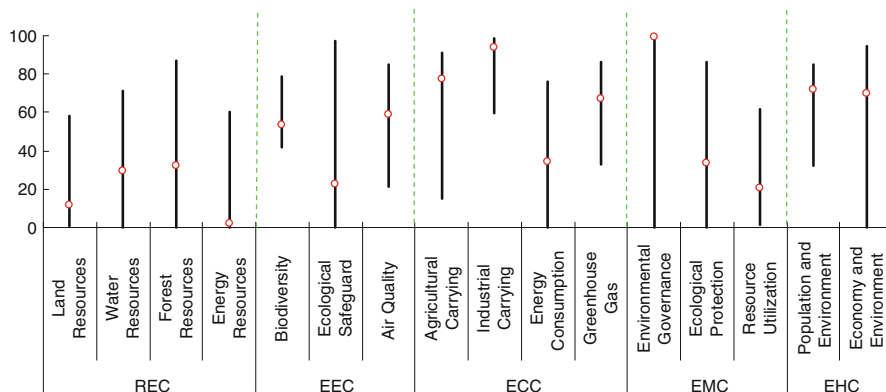 100
80
60
40
20
0
Land
Resources
Water
Resources
Forest
Resources
Energy
Resources
Biodiversity
Ecological
Safeguard
Air Quality
Agricultural
Carrying
Industrial
Carrying
Energy
Consumption
Greenhouse
Gas
Environmental
Governance
Ecological
Protection
Resource
Utilization
Population and
Environment
Economy and
Environment
REC
EEC
ECC
EMC
EHC